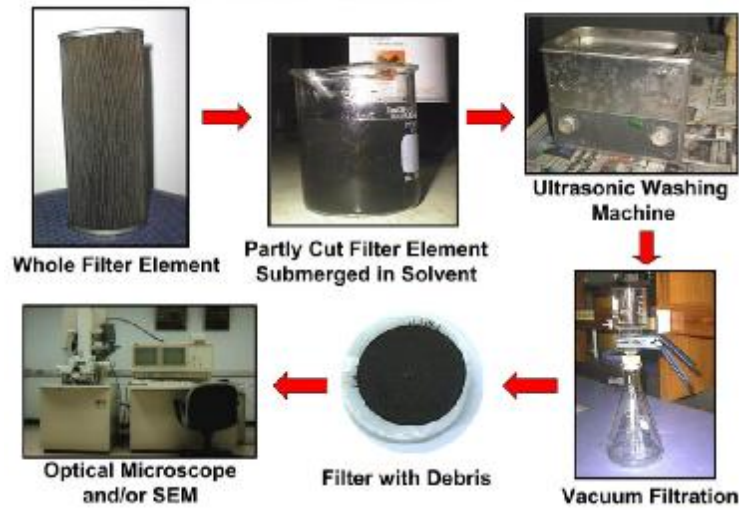 Whole Filter Element
Partly Cut Filter Element
Submerged in Solvent
Ultrasonic Washing
Machine
Vacuum Filtration
Filter with Debris
Optical Microscope
and/or SEM